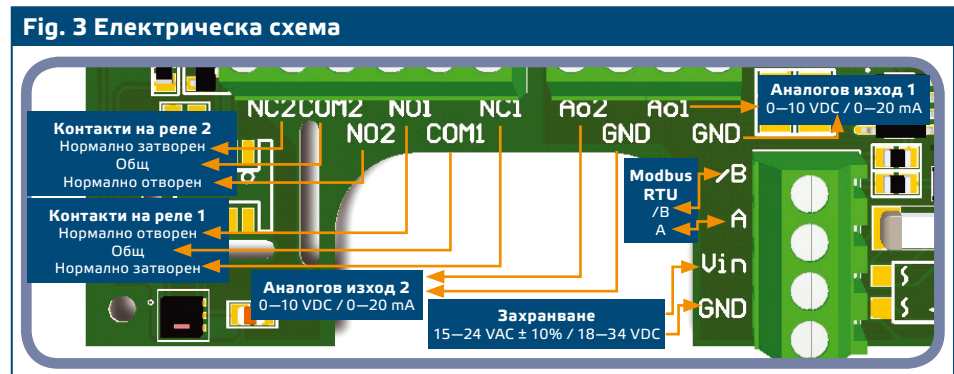 Fig. 3 Електрическа схема
NC2 COM2 NO1 NC1 Ao2 Ao1
NO2 COM1 GND GND
Аналогов изход 1
0—10 VDC / 0—20 mA
Контакти на реле 2
Нормално затворен
Общ
Нормално отворен
Контакти на реле 1
Нормално отворен
Общ
Нормално затворен
Аналогов изход 2
0—10 VDC / 0—20 mA
Modbus
RTU
/B
A
/B
A
Vin
GND
Захранване
15—24 VAC ± 10% / 18—34 VDC